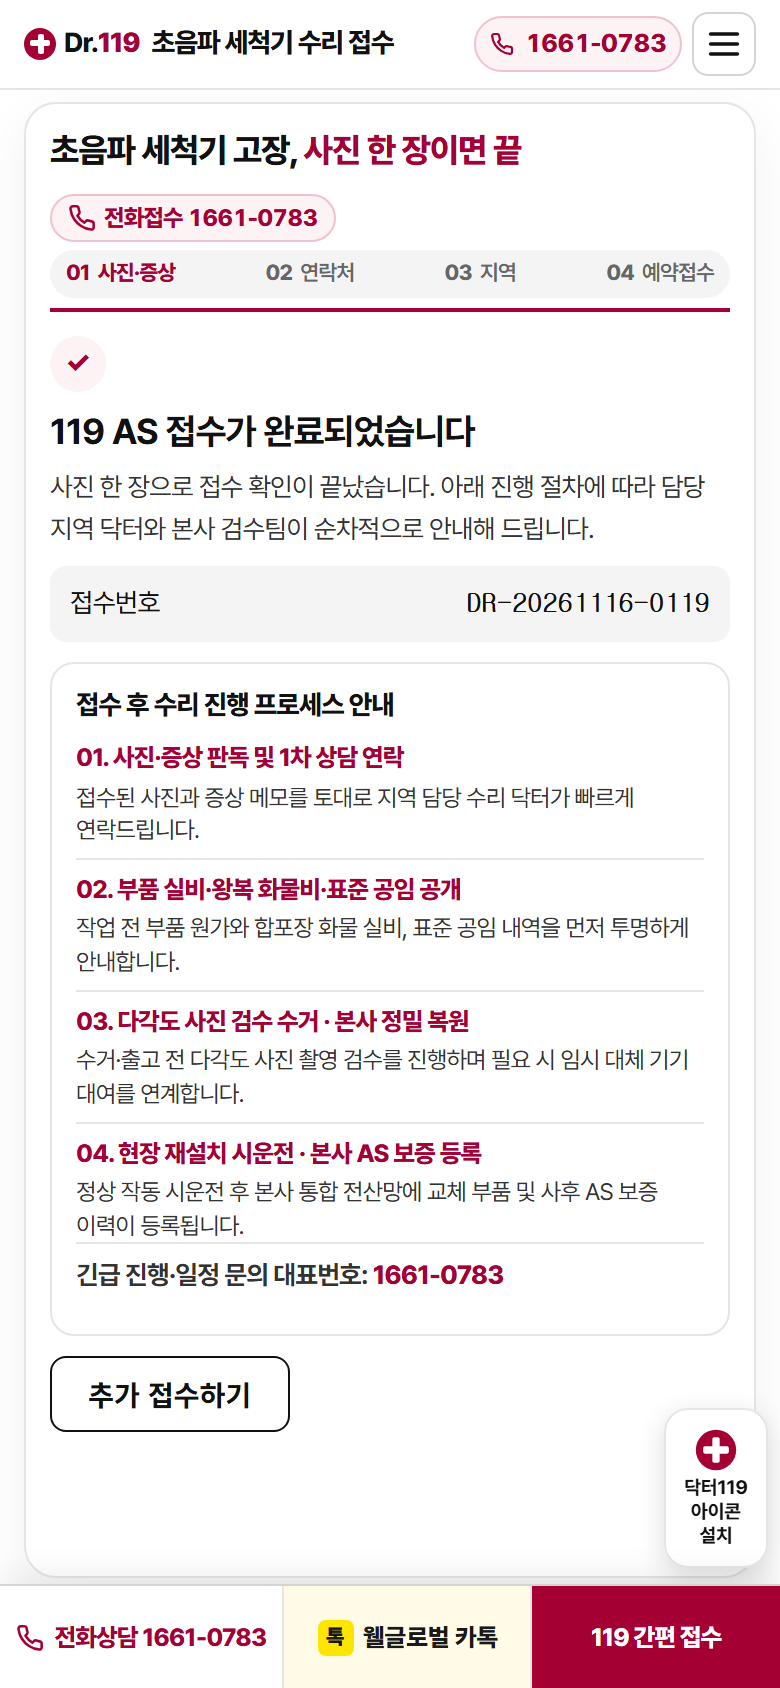 Dr.119 초음파 세척기 수리 접수
1661-0783
초음파 세척기 고장, 사진 한 장이면 끝
전화접수 1661-0783
01 사진·증상
02 연락처
03 지역
04 예약접수
119 AS 접수가 완료되었습니다
사진 한 장으로 접수 확인이 끝났습니다. 아래 진행 절차에 따라 담당
지역 닥터와 본사 검수팀이 순차적으로 안내해 드립니다.
접수번호
DR-20261116-0119
접수 후 수리 진행 프로세스 안내
01. 사진·증상 판독 및 1차 상담 연락
접수된 사진과 증상 메모를 토대로 지역 담당 수리 닥터가 빠르게
연락드립니다.
02. 부품 실비·왕복 화물비·표준 공임 공개
작업 전 부품 원가와 합포장 화물 실비, 표준 공임 내역을 먼저 투명하게
안내합니다.
03. 다각도 사진 검수 수거 · 본사 정밀 복원
수거·출고 전 다각도 사진 촬영 검수를 진행하며 필요 시 임시 대체 기기
대여를 연계합니다.
04. 현장 재설치 시운전 · 본사 AS 보증 등록
정상 작동 시운전 후 본사 통합 전산망에 교체 부품 및 사후 AS 보증
이력이 등록됩니다.
긴급 진행·일정 문의 대표번호: 1661-0783
추가 접수하기
닥터119
아이콘
설치
전화상담 1661-0783
톡 웰글로벌 카톡
119 간편 접수